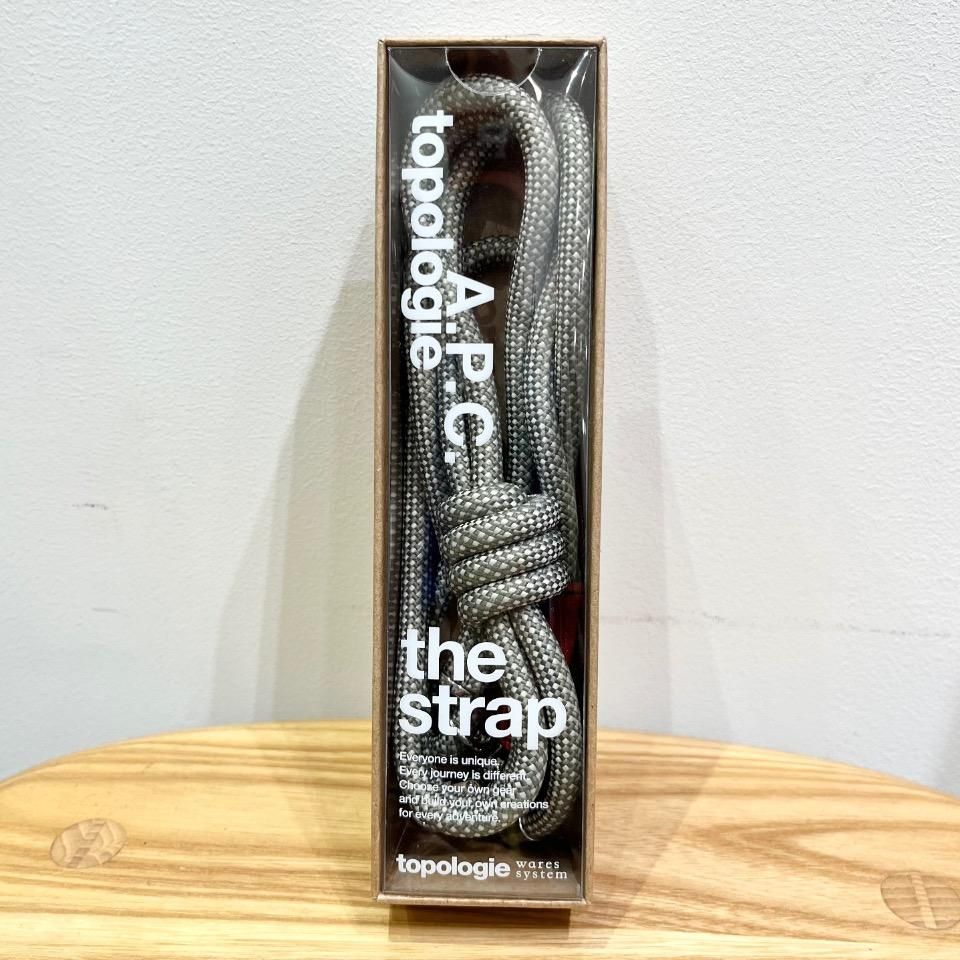 topologie
A.P.C.
the
strap
Everyone is unique.
Every journey is different.
Choose your own gear
and build your own creations
for every adventure.
topologie wares
system